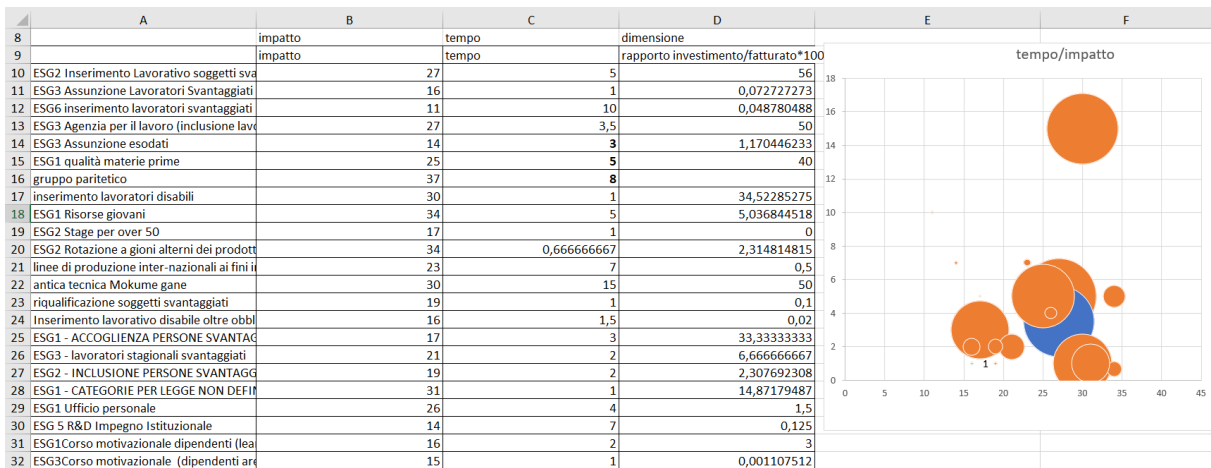 A B C D E F
8 impatto tempo dimensione
9 impatto tempo rapporto investimento/fatturato*100
10 ESG2 Inserimento Lavorativo soggetti sva 27 5 56
11 ESG3 Assunzione Lavoratori Svantaggiati 16 1 0,072727273
12 ESG6 inserimento lavoratori svantaggiati 11 10 0,048780488
13 ESG3 Agenzia per il lavoro (inclusione lavo 27 3,5 50
14 ESG3 Assunzione esodati 14 3 1,170446233
15 ESG1 qualità materie prime 25 5 40
16 gruppo paritetico 37 8
17 inserimento lavoratori disabili 30 1 34,52285275
18 ESG1 Risorse giovani 34 5 5,036844518
19 ESG2 Stage per over 50 17 1 0
20 ESG2 Rotazione a gioni alterni dei prodott 34 0,666666667 2,314814815
21 linee di produzione inter-nazionali ai fini i 23 7 0,5
22 antica tecnica Mokume gane 30 15 50
23 riqualificazione soggetti svantaggiati 19 1 0,1
24 Inserimento lavorativo disabile oltre obbl 16 1,5 0,02
25 ESG1 - ACCOGLIENZA PERSONE SVANTAG 17 3 33,33333333
26 ESG3 - lavoratori stagionali svantaggiati 21 2 6,666666667
27 ESG2 - INCLUSIONE PERSONE SVANTAGG 19 2 2,307692308
28 ESG1 - CATEGORIE PER LEGGE NON DEFI 31 1 14,87179487
29 ESG1 Ufficio personale 26 4 1,5
30 ESG 5 R&D Impegno Istituzionale 14 7 0,125
31 ESG1Corso motivazionale dipendenti (lea 16 2 3
32 ESG3Corso motivazionale (dipendenti are 15 1 0,001107512
tempo/impatto
18
16
14
12
10
8
6
4
2
0
1
0 5 10 15 20 25 30 35 40 45